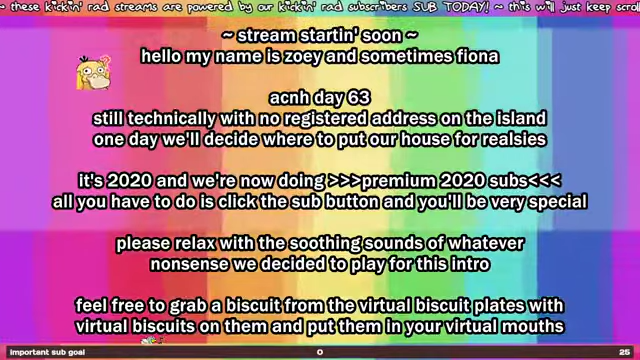 ~ these kickin' rad streams are powered by our kickin' rad subscribers SUB TODAY! ~ this will just keep scrol
~ stream startin' soon ~
hello my name is zoey and sometimes fiona
acnh day 63
still technically with no registered address on the island
one day we'll decide where to put our house for realsies
it's 2020 and we're now doing >>>premium 2020 subs<<<
all you have to do is click the sub button and you'll be very special
please relax with the soothing sounds of whatever
nonsense we decided to play for this intro
feel free to grab a biscuit from the virtual biscuit plates with
virtual biscuits on them and put them in your virtual mouths
important sub goal 0 25